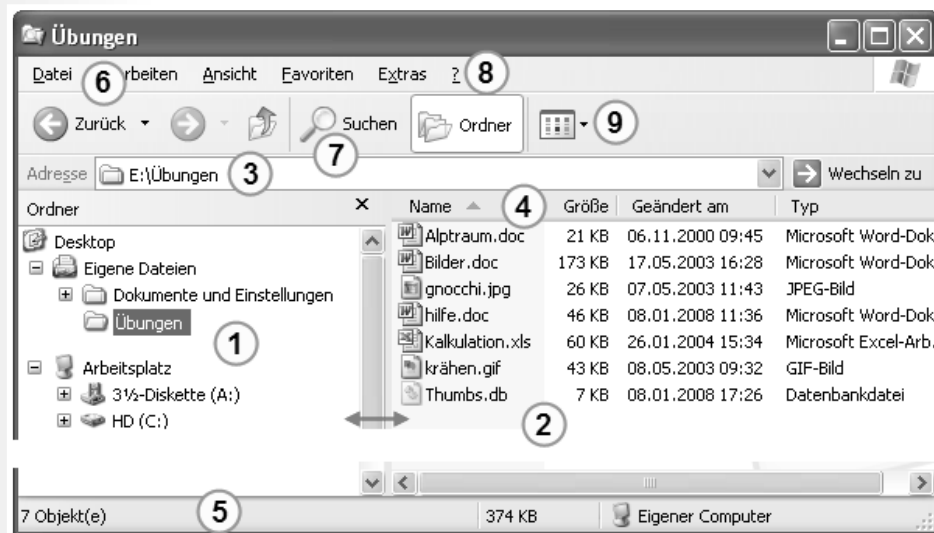 Übungen
Datei 6 rbeiten Ansicht Favoriten Extras ? 8
Zurück Suchen Ordner 9
7
Adresse E:\Übungen 3 Wechseln zu
Ordner x Name 4 Größe Geändert am Typ
Desktop
Eigene Dateien
Dokumente und Einstellungen
Übungen
1
Arbeitsplatz
3½-Diskette (A:)
HD (C:)
Alptraum.doc 21 KB 06.11.2000 09:45 Microsoft Word-Dok
Bilder.doc 173 KB 17.05.2003 16:28 Microsoft Word-Dok
gnocchi.jpg 26 KB 07.05.2003 11:43 JPEG-Bild
hilfe.doc 46 KB 08.01.2008 11:36 Microsoft Word-Dok
Kalkulation.xls 60 KB 26.01.2004 15:34 Microsoft Excel-Arb.
krähen.gif 43 KB 08.05.2003 09:32 GIF-Bild
Thumbs.db 7 KB 08.01.2008 17:26 Datenbankdatei
2
7 Objekt(e) 5 374 KB Eigener Computer